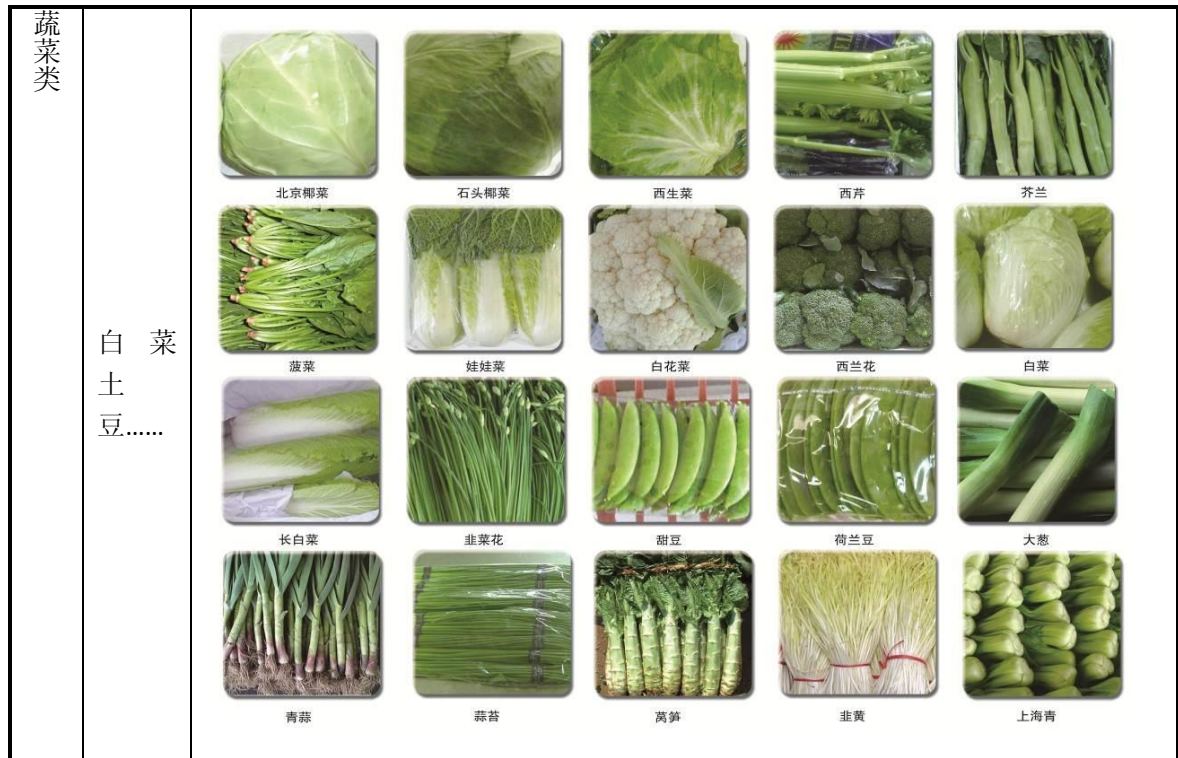 蔬菜类
白 菜
土
豆......
北京椰菜
石头椰菜
西生菜
西芹
芥兰
菠菜
娃娃菜
白花菜
西兰花
白菜
长白菜
韭菜花
甜豆
荷兰豆
大葱
青蒜
蒜苔
莴笋
韭黄
上海青